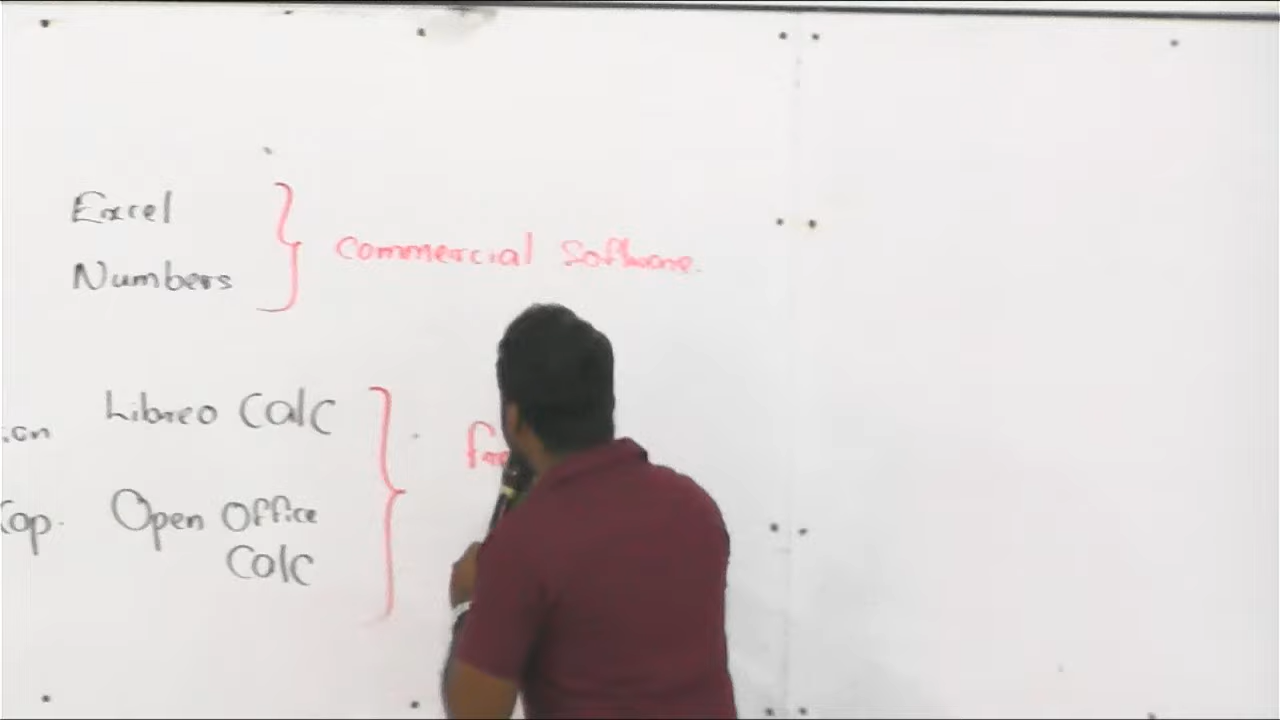 Excel
Numbers
Commercial Software.
Libreo Calc
Open Office
Calc